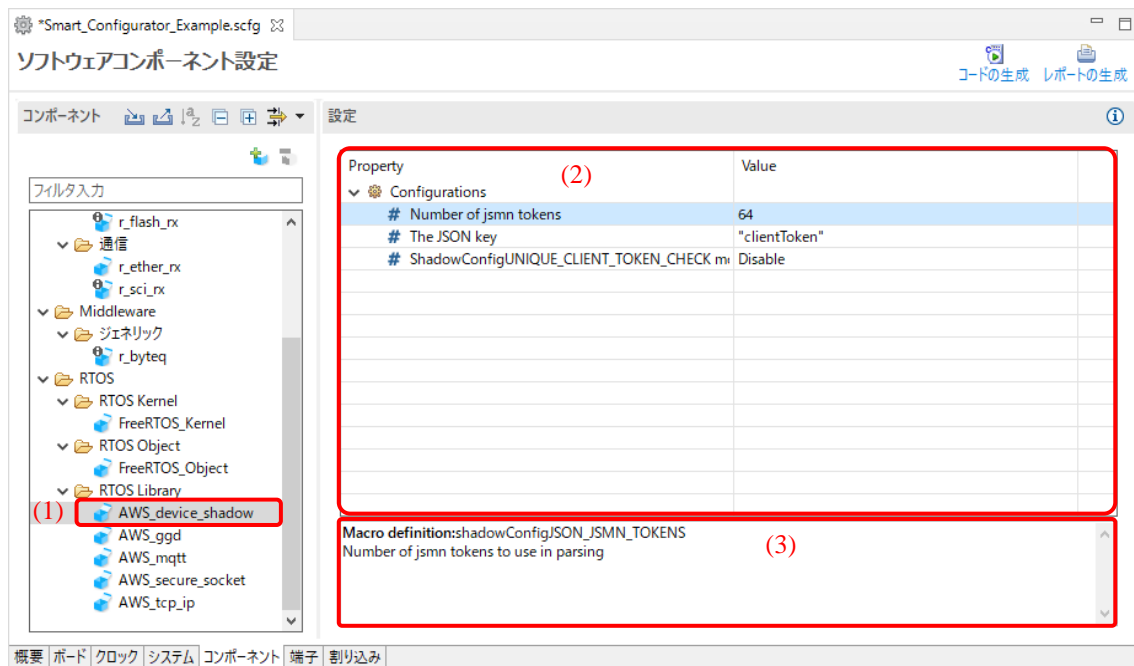 *Smart_Configurator_Example.scfg
ソフトウェアコンポーネント設定
コードの生成 レポートの生成
コンポーネント
設定
フィルタ入力
r_flash_rx
通信
r_ether_rx
r_sci_rx
Middleware
ジェネリック
r_byteq
RTOS
RTOS Kernel
FreeRTOS_Kernel
RTOS Object
FreeRTOS_Object
RTOS Library
(1) AWS_device_shadow
AWS_ggd
AWS_mqtt
AWS_secure_socket
AWS_tcp_ip
Property Value
(2)
Configurations
# Number of jsmn tokens 64
# The JSON key "clientToken"
# ShadowConfigUNIQUE_CLIENT_TOKEN_CHECK Disable
Macro definition:shadowConfigJSON_JSMN_TOKENS
Number of jsmn tokens to use in parsing
(3)
概要 ボード クロック システム コンポーネント 端子 割り込み